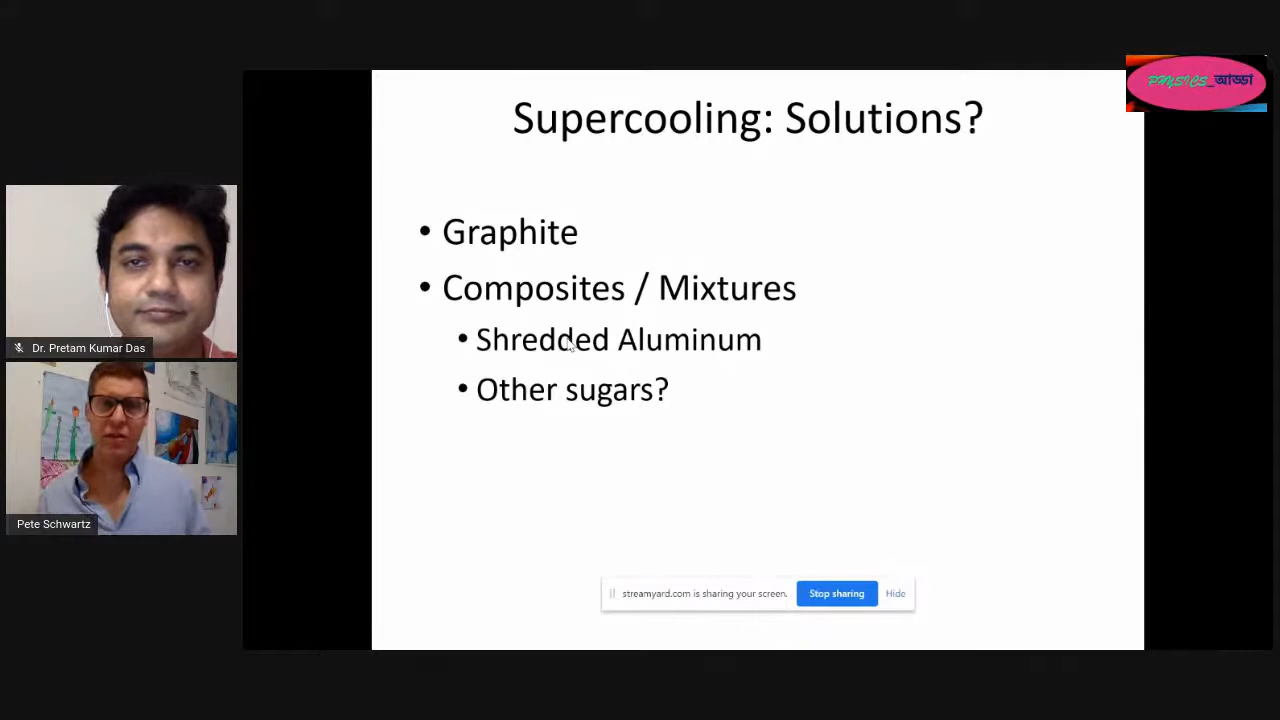 PHYSICS_আড্ডা
Supercooling: Solutions?
• Graphite
• Composites / Mixtures
• Shredded Aluminum
• Other sugars?
Dr. Pretam Kumar Das
Pete Schwartz
streamyard.com is sharing your screen.
Stop sharing
Hide